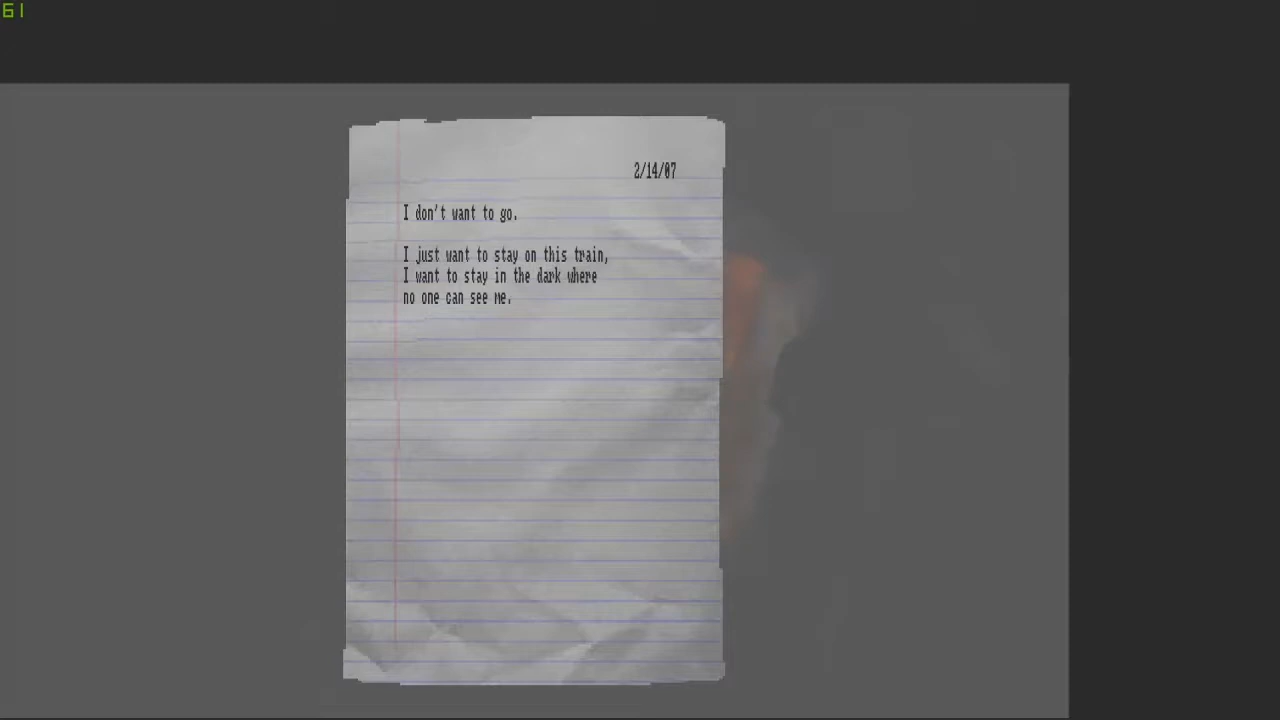 61
2/14/07
I don't want to go.
I just want to stay on this train,
I want to stay in the dark where
no one can see me.